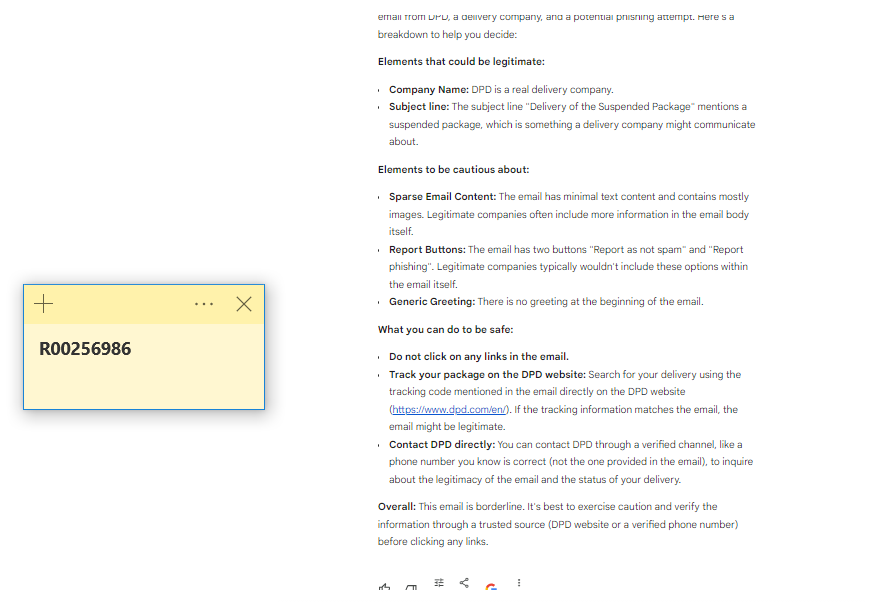 email from DPD, a delivery company, and a potential phishing attempt. Here's a
breakdown to help you decide:
Elements that could be legitimate:
Company Name: DPD is a real delivery company.
Subject line: The subject line "Delivery of the Suspended Package" mentions a
suspended package, which is something a delivery company might communicate
about.
Elements to be cautious about:
Sparse Email Content: The email has minimal text content and contains mostly
images. Legitimate companies often include more information in the email body
itself.
Report Buttons: The email has two buttons "Report as not spam" and "Report
phishing". Legitimate companies typically wouldn't include these options within
the email itself.
Generic Greeting: There is no greeting at the beginning of the email.
What you can do to be safe:
Do not click on any links in the email.
Track your package on the DPD website: Search for your delivery using the
tracking code mentioned in the email directly on the DPD website
(https://www.dpd.com/en/). If the tracking information matches the email, the
email might be legitimate.
Contact DPD directly: You can contact DPD through a verified channel, like a
phone number you know is correct (not the one provided in the email), to inquire
about the legitimacy of the email and the status of your delivery.
Overall: This email is borderline. It's best to exercise caution and verify the
information through a trusted source (DPD website or a verified phone number)
before clicking any links.
R00256986